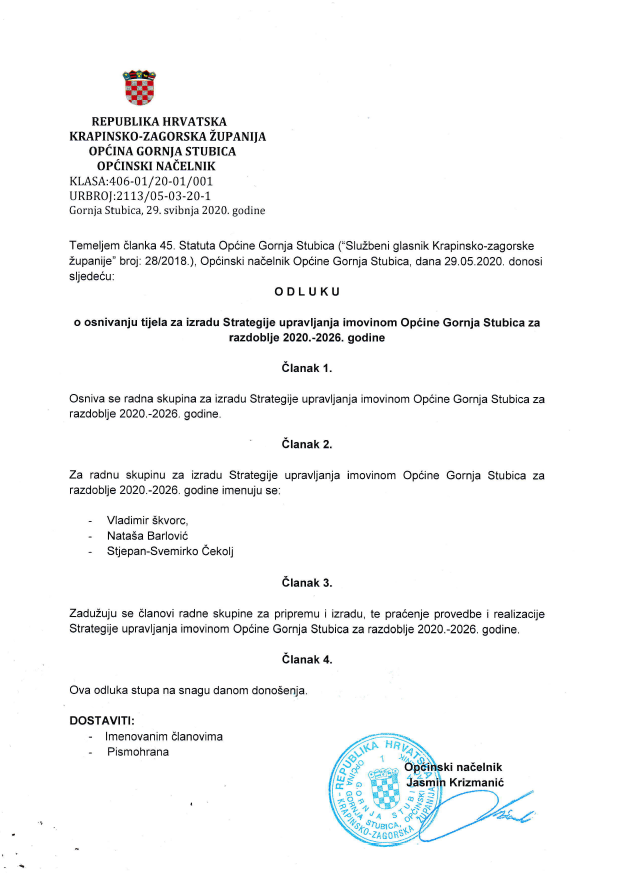 REPUBLIKA HRVATSKA
KRAPINSKO-ZAGORSKA ŽUPANIJA
OPĆINA GORNJA STUBICA
OPĆINSKI NAČELNIK
KLASA:406-01/20-01/001
URBROJ:2113/05-03-20-1
Gornja Stubica, 29. svibnja 2020. godine
Temeljem članka 45. Statuta Općine Gornja Stubica (“Službeni glasnik Krapinsko-zagorske
županije” broj: 28/2018.), Općinski načelnik Općine Gornja Stubica, dana 29.05.2020. donosi
sljedeću:
O D L U K U
o osnivanju tijela za izradu Strategije upravljanja imovinom Općine Gornja Stubica za
razdoblje 2020.-2026. godine
Članak 1.
Osniva se radna skupina za izradu Strategije upravljanja imovinom Općine Gornja Stubica za
razdoblje 2020.-2026. godine.
Članak 2.
Za radnu skupinu za izradu Strategije upravljanja imovinom Općine Gornja Stubica za
razdoblje 2020.-2026. godine imenuju se:
- Vladimir škvorc,
- Nataša Barlović
- Stjepan-Svemirko Čekolj
Članak 3.
Zadužuju se članovi radne skupine za pripremu i izradu, te praćenje provedbe i realizacije
Strategije upravljanja imovinom Općine Gornja Stubica za razdoblje 2020.-2026. godine.
Članak 4.
Ova odluka stupa na snagu danom donošenja.
DOSTAVITI:
- Imenovanim članovima
- Pismohrana
Općinski načelnik
Jasmin Krizmanić
REPUBLIKA HRVATSKA
KRAPINSKO-ZAGORSKA ŽUPANIJA
1
GORNJA STUBICA